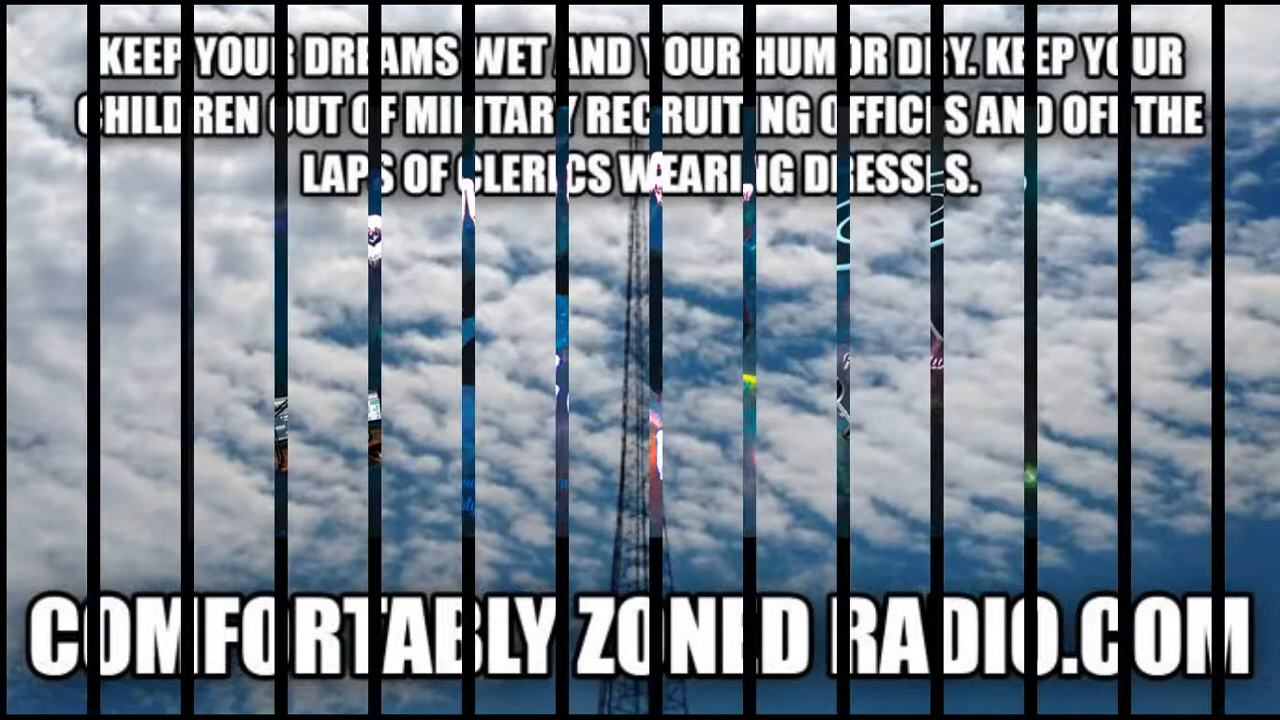 KEEP YOUR DREAMS WET AND YOUR HUMOR DRY. KEEP YOUR
CHILDREN OUT OF MILITARY RECRUITING OFFICES AND OFF THE
LAPS OF CLERICS WEARING DRESSES.
COMFORTABLY ZONED RADIO.COM